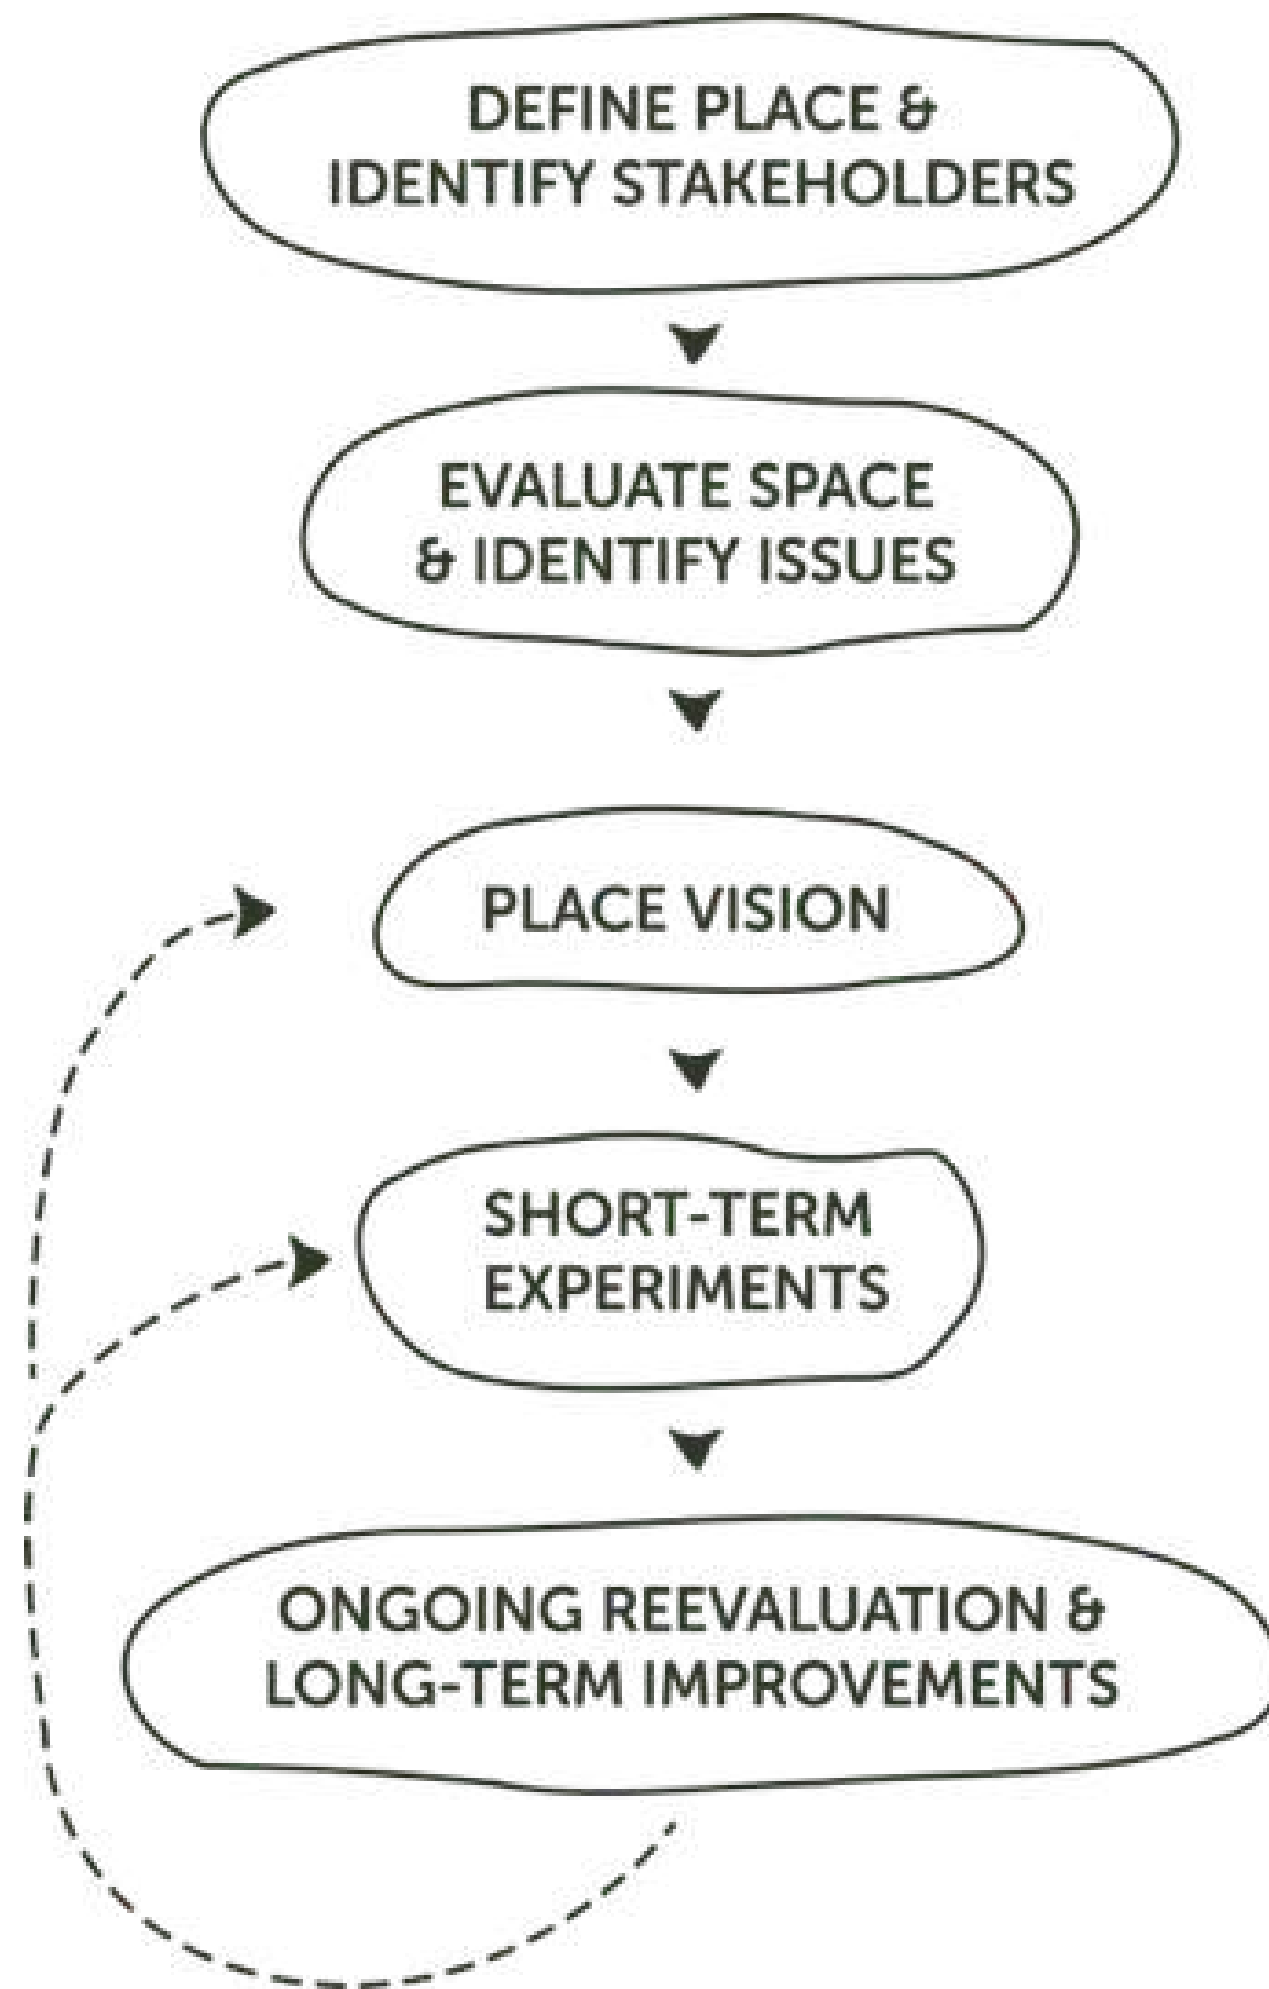 DEFINE PLACE &
IDENTIFY STAKEHOLDERS
EVALUATE SPACE
& IDENTIFY ISSUES
PLACE VISION
SHORT-TERM
EXPERIMENTS
ONGOING REEVALUATION &
LONG-TERM IMPROVEMENTS